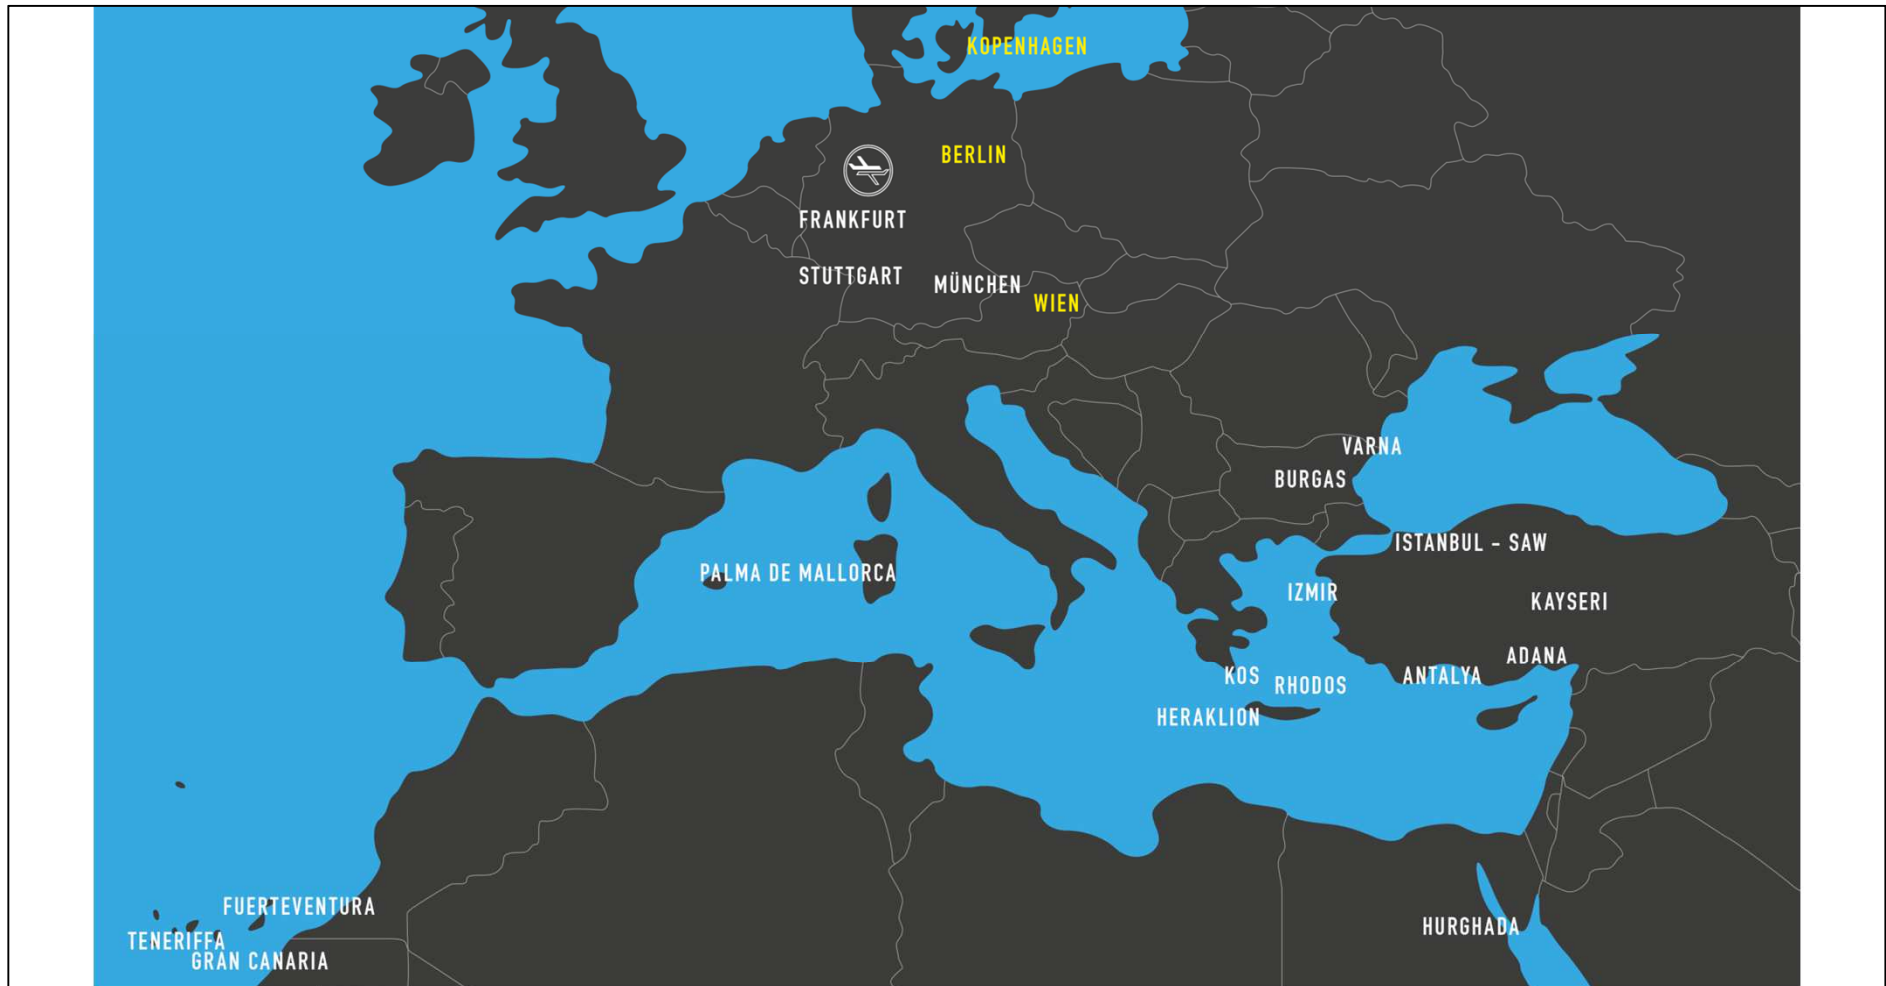 KOPENHAGEN
BERLIN
FRANKFURT
STUTTGART
MÜNCHEN
WIEN
VARNA
BURGAS
ISTANBUL - SAW
PALMA DE MALLORCA
IZMIR
KAYSERI
ADANA
KOS
RHODOS
ANTALYA
HERAKLION
FUERTEVENTURA
HURGHADA
TENERIFFA
GRAN CANARIA